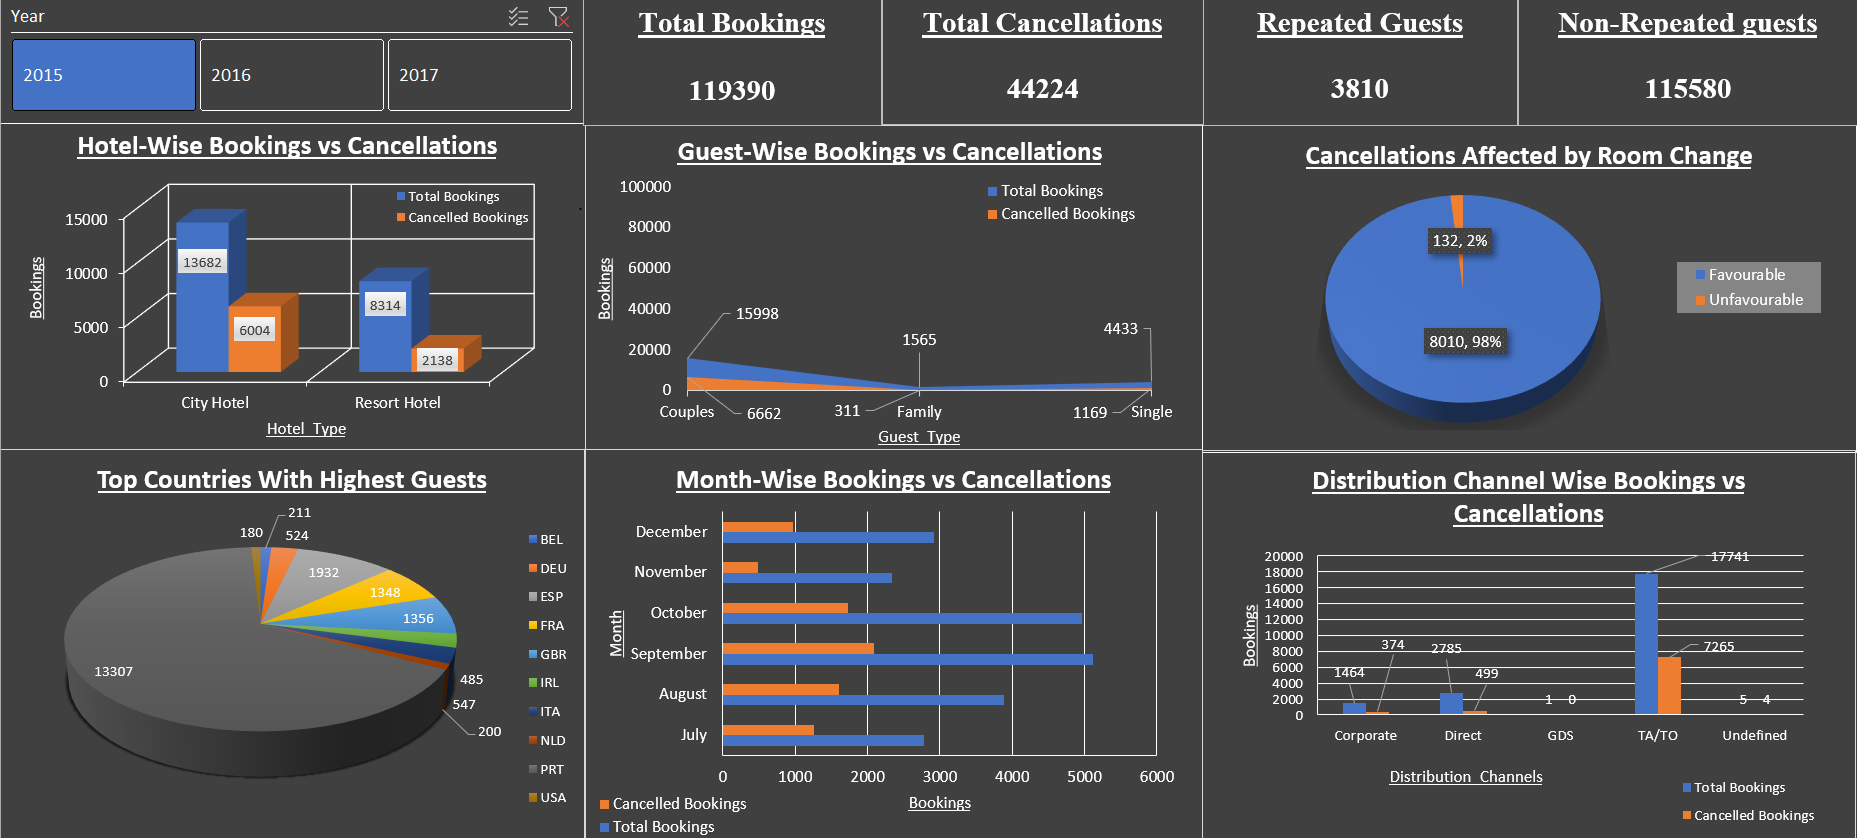 Year
2015
2016
2017
Total Bookings
119390
Total Cancellations
44224
Repeated Guests
3810
Non-Repeated guests
115580
Hotel-Wise Bookings vs Cancellations
Total Bookings
Cancelled Bookings
Bookings
15000
10000
5000
0
13682
6004
8314
2138
City Hotel
Resort Hotel
Hotel Type
Guest-Wise Bookings vs Cancellations
Total Bookings
Cancelled Bookings
Bookings
100000
80000
60000
40000
20000
0
15998
1565
4433
6662
311
1169
Couples
Family
Single
Guest Type
Cancellations Affected by Room Change
132, 2%
8010, 98%
Favourable
Unfavourable
Top Countries With Highest Guests
180
211
524
1932
1348
1356
485
547
200
13307
BEL
DEU
ESP
FRA
GBR
IRL
ITA
NLD
PRT
USA
Month-Wise Bookings vs Cancellations
Month
December
November
October
September
August
July
0
1000
2000
3000
4000
5000
6000
Bookings
Cancelled Bookings
Total Bookings
Distribution Channel Wise Bookings vs
Cancellations
Bookings
20000
18000
16000
14000
12000
10000
8000
6000
4000
2000
0
1464
374
2785
499
1
0
17741
7265
5
4
Corporate
Direct
GDS
TA/TO
Undefined
Distribution Channels
Total Bookings
Cancelled Bookings